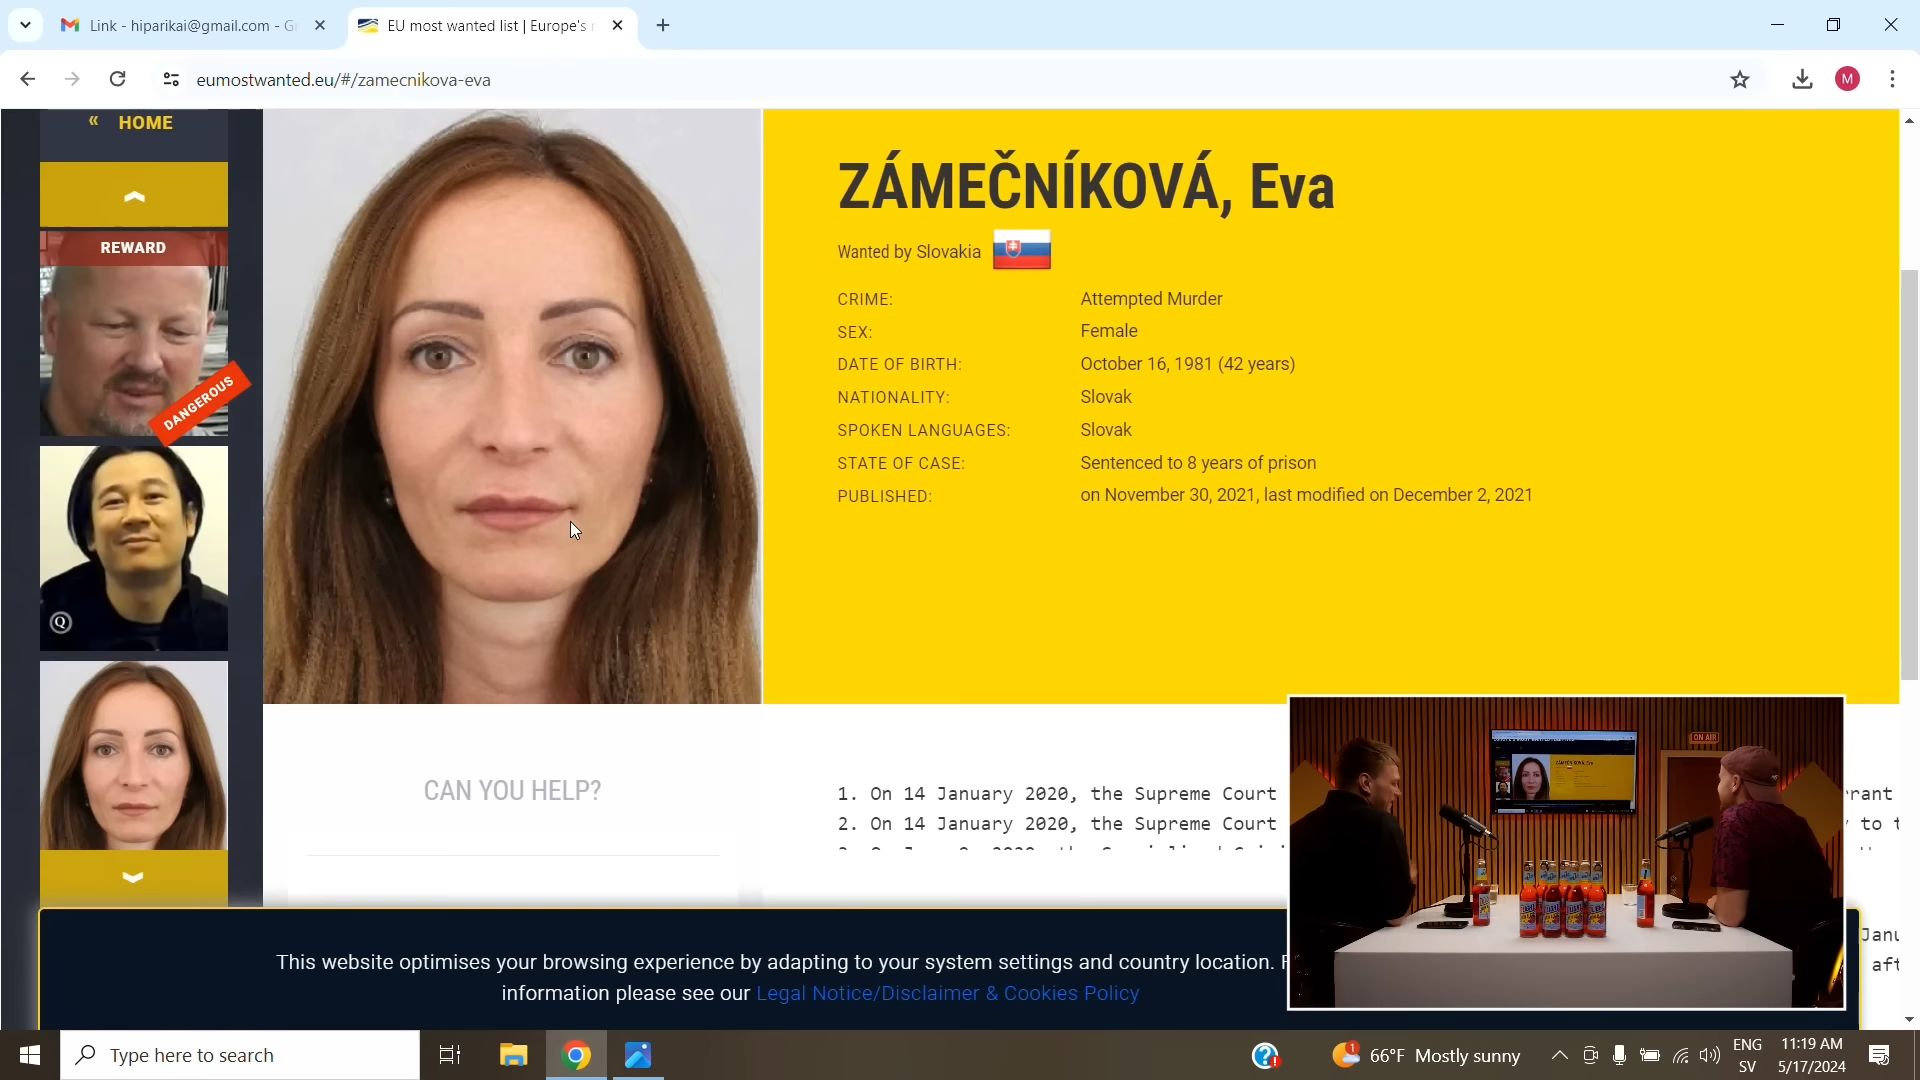 Link - hiparikai@gmail.com - G
EU most wanted list | Europe's
eumostwanted.eu/#/zamecnikova-eva
M
« HOME
REWARD
DANGEROUS
Q
ZÁMEČNÍKOVÁ, Eva
Wanted by Slovakia
CRIME: Attempted Murder
SEX: Female
DATE OF BIRTH: October 16, 1981 (42 years)
NATIONALITY: Slovak
SPOKEN LANGUAGES: Slovak
STATE OF CASE: Sentenced to 8 years of prison
PUBLISHED: on November 30, 2021, last modified on December 2, 2021
CAN YOU HELP?
1. On 14 January 2020, the Supreme Court
2. On 14 January 2020, the Supreme Court
to t
Janu
aft
ON AIR
ZÁMEČNÍKOVÁ, Eva
This website optimises your browsing experience by adapting to your system settings and country location. F
information please see our Legal Notice/Disclaimer & Cookies Policy
Type here to search
1
66°F Mostly sunny
ENG
SV
11:19 AM
5/17/2024